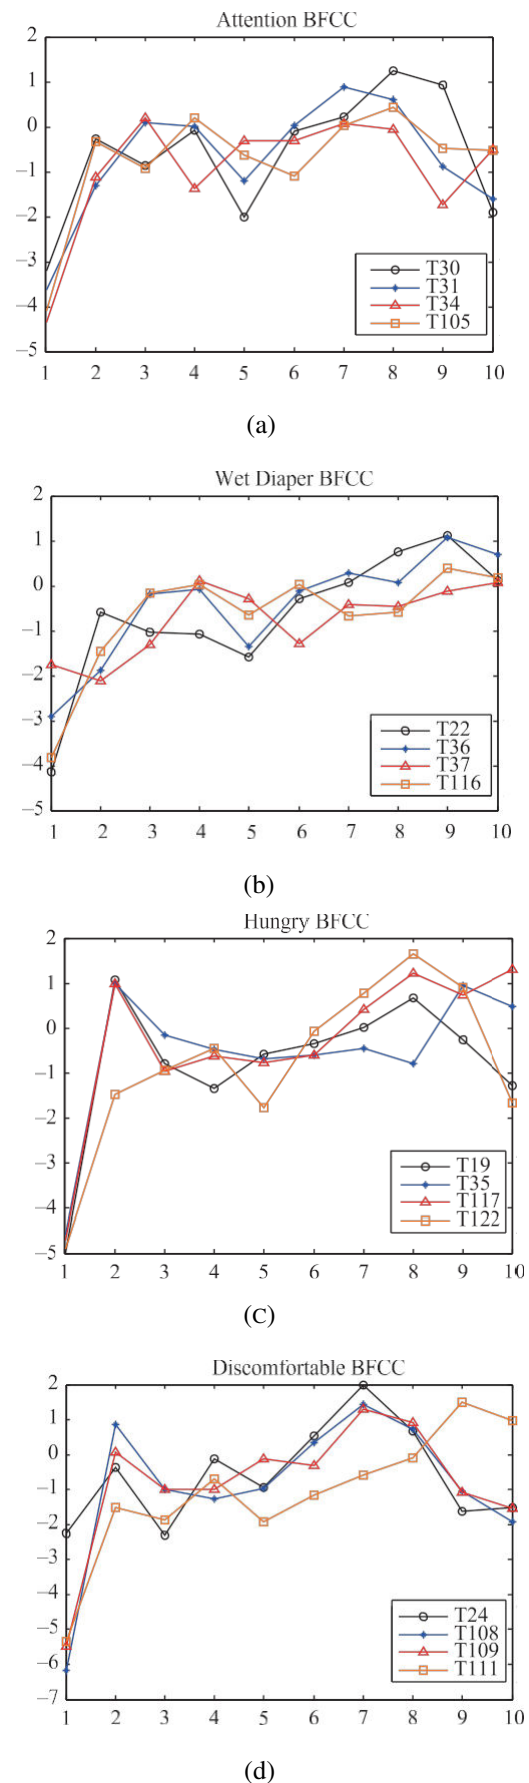 Attention BFCC
2
1
0
−1
−2
−3
−4
−5
T30
T31
T34
T105
1 2 3 4 5 6 7 8 9 10
(a)
Wet Diaper BFCC
2
1
0
−1
−2
−3
−4
−5
T22
T36
T37
T116
1 2 3 4 5 6 7 8 9 10
(b)
Hungry BFCC
2
1
0
−1
−2
−3
−4
−5
T19
T35
T117
T122
1 2 3 4 5 6 7 8 9 10
(C)
Discomfortable BFCC
2
1
0
−1
−2
−3
−4
−5
−6
−7
T24
T108
T109
T111
1 2 3 4 5 6 7 8 9 10
(d)